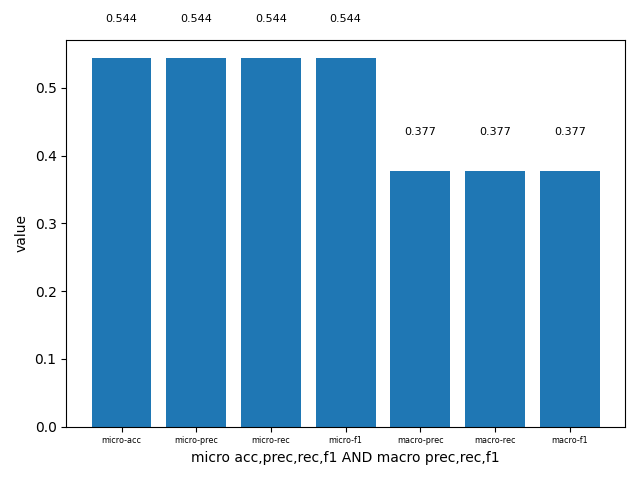 0.544 0.544 0.544 0.544
0.377 0.377 0.377
value
0.5
0.4
0.3
0.2
0.1
0.0
micro-acc micro-prec micro-rec micro-f1 macro-prec macro-rec macro-f1
micro acc,prec,rec,f1 AND macro prec,rec,f1